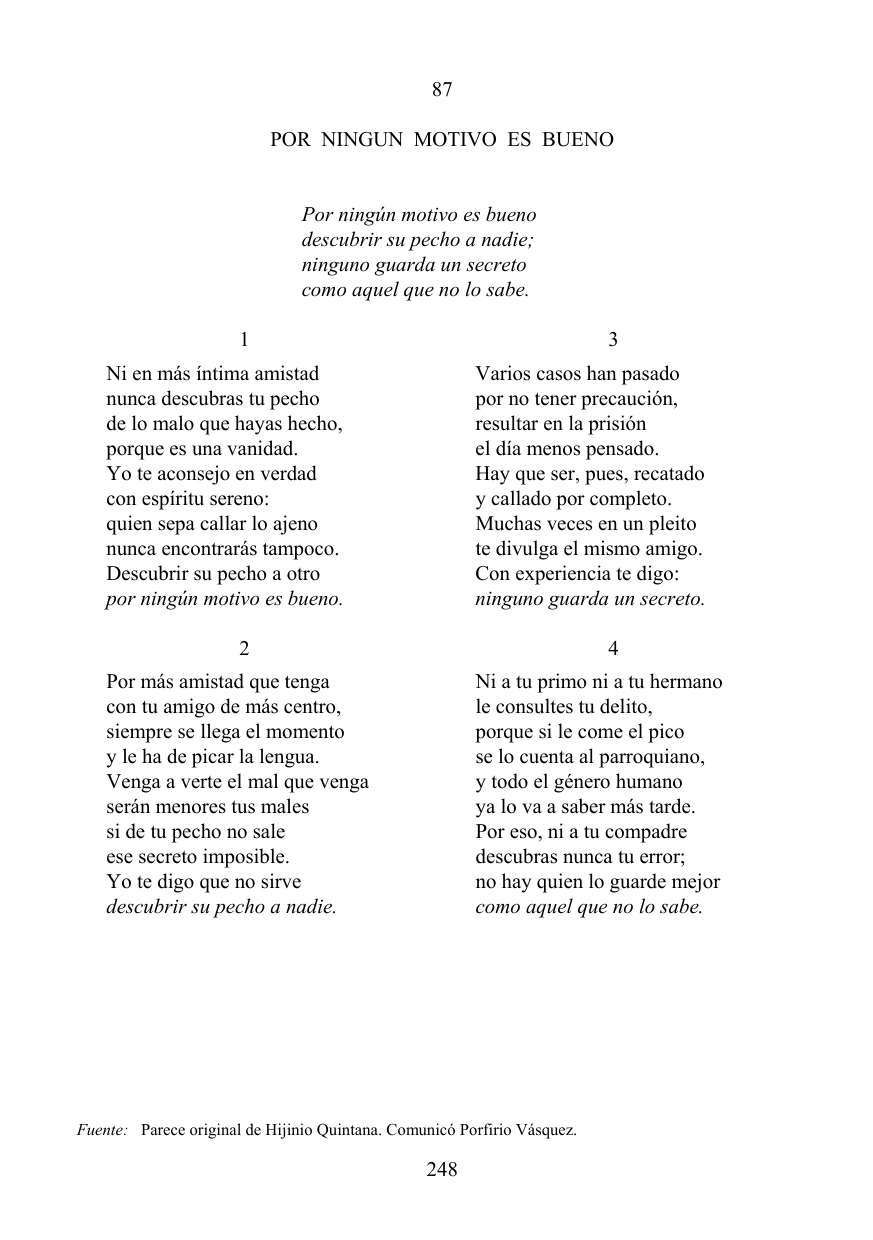 87
POR NINGUN MOTIVO ES BUENO
Por ningún motivo es bueno
descubrir su pecho a nadie;
ninguno guarda un secreto
como aquel que no lo sabe.
1
Ni en más íntima amistad
nunca descubras tu pecho
de lo malo que hayas hecho,
porque es una vanidad.
Yo te aconsejo en verdad
con espíritu sereno:
quien sepa callar lo ajeno
nunca encontrarás tampoco.
Descubrir su pecho a otro
por ningún motivo es bueno.
2
Por más amistad que tenga
con tu amigo de más centro,
siempre se llega el momento
y le ha de picar la lengua.
Venga a verte el mal que venga
serán menores tus males
si de tu pecho no sale
ese secreto imposible.
Yo te digo que no sirve
descubrir su pecho a nadie.
3
Varios casos han pasado
por no tener precaución,
resultar en la prisión
el día menos pensado.
Hay que ser, pues, recatado
y callado por completo.
Muchas veces en un pleito
te divulga el mismo amigo.
Con experiencia te digo:
ninguno guarda un secreto.
4
Ni a tu primo ni a tu hermano
le consultes tu delito,
porque si le come el pico
se lo cuenta al parroquiano,
y todo el género humano
ya lo va a saber más tarde.
Por eso, ni a tu compadre
descubras nunca tu error;
no hay quien lo guarde mejor
como aquel que no lo sabe.
Fuente: Parece original de Hijinio Quintana. Comunicó Porfirio Vásquez.
248